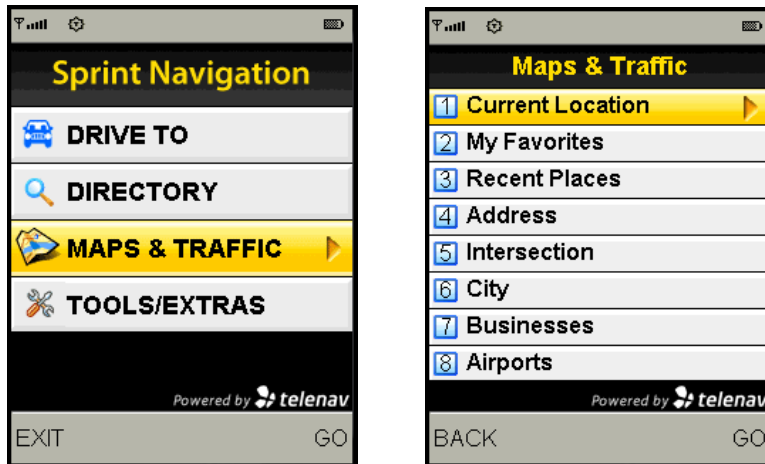 Sprint Navigation
DRIVE TO
DIRECTORY
MAPS & TRAFFIC
TOOLS/EXTRAS
Powered by telenav
EXIT GO
Maps & Traffic
1 Current Location
2 My Favorites
3 Recent Places
4 Address
5 Intersection
6 City
7 Businesses
8 Airports
Powered by telenav
BACK GO